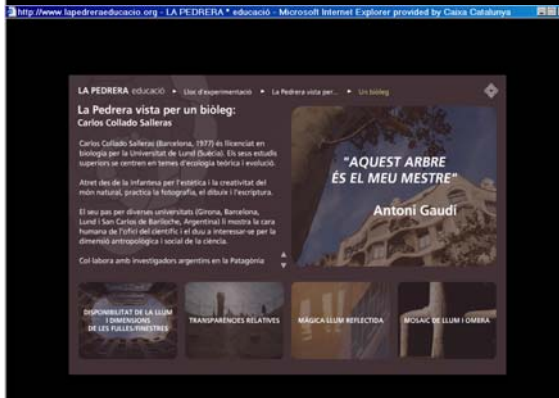 http://www.lapedreraeducacio.org - LA PEDRERA * educació - Microsoft Internet Explorer provided by Caixa Catalunya
LA PEDRERA educació ▸ Lloc d'experimentació ▸ La Pedrera vista per... ▸ Un biòleg
La Pedrera vista per un biòleg:
Carlos Collado Salleras
Carlos Collado Salleras (Barcelona, 1977) és llicenciat en
biologia per la Universitat de Lund (Suècia). Els seus estudis
superiors se centren en temes d'ecologia teòrica i evolució.
Atret des de la infantesa per l'estètica i la creativitat del
món natural, practica la fotografia, el dibuix i l'escriptura.
El seu pas per diverses universitats (Girona, Barcelona,
Lund i San Carlos de Bariloche, Argentina) li mostra la cara
humana de l'ofici del científic i el duu a interessar-se per la
dimensió antropològica i social de la ciència.
Col·labora amb investigadors argentins en la Patagònia
"AQUEST ARBRE
ÉS EL MEU MESTRE"
Antoni Gaudí
DISPONIBILITAT DE LA LLUM
I DIMENSIONS
DE LES FULLES/FINESTRES
TRANSPARÈNCIES RELATIVES
MÀGICA LLUM REFLECTIDA
MOSAIC DE LLUM I OMBRA